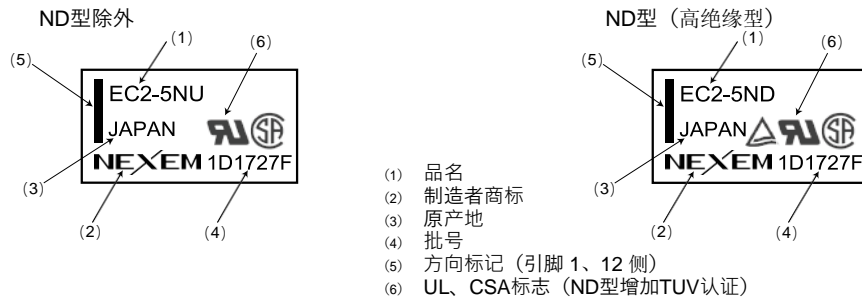 ND型除外
(1)
(6)
(5)
EC2-5NU
JAPAN
NEXEM 1D1727F
(3)
(2)
(4)
ND型（高绝缘型）
(1)
(6)
(5)
EC2-5ND
JAPAN
NEXEM 1D1727F
(3)
(2)
(4)
(1) 品名
(2) 制造者商标
(3) 原产地
(4) 批号
(5) 方向标记（引脚 1、12 侧）
(6) UL、CSA标志（ND型增加TUV认证）